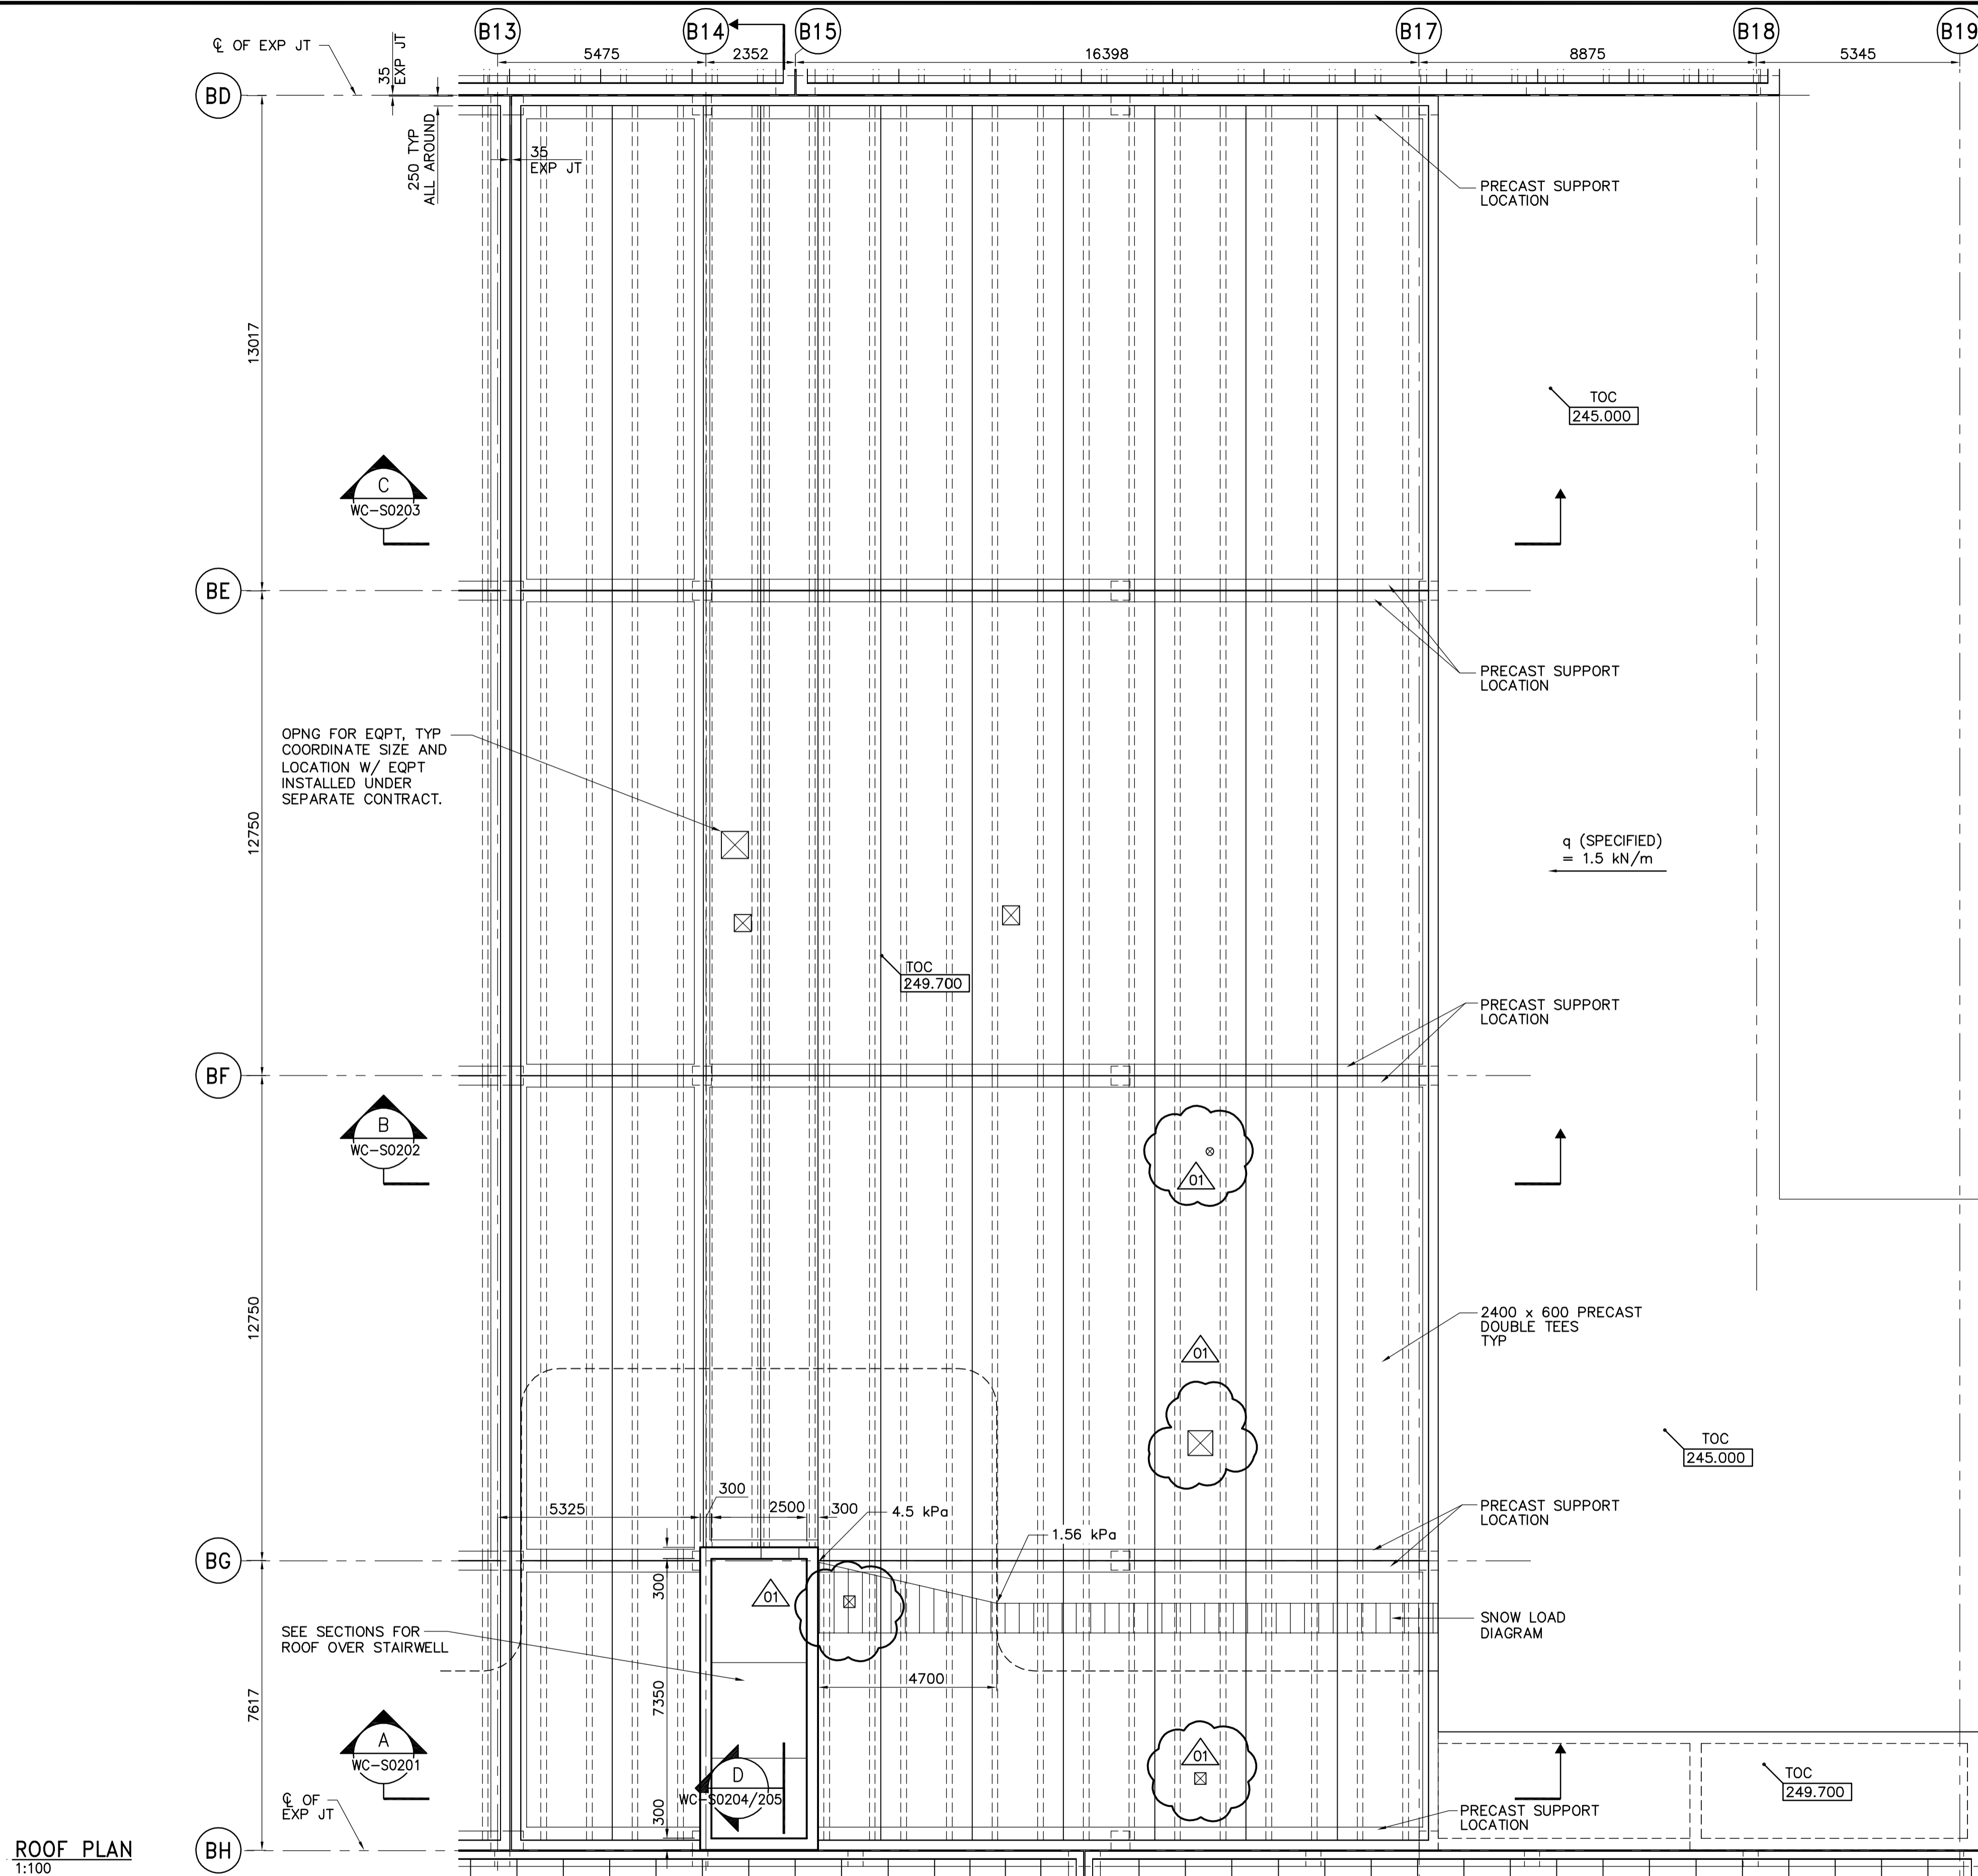 B13
B14
B15
B17
B18
B19
℄ OF EXP JT
35
EXP JT
5475
2352
16398
8875
5345
BD
250 TYP
ALL AROUND
35
EXP JT
PRECAST SUPPORT
LOCATION
13017
TOC
245.000
C
WC-S0203
BE
PRECAST SUPPORT
LOCATION
OPNG FOR EQPT, TYP
COORDINATE SIZE AND
LOCATION W/ EQPT
INSTALLED UNDER
SEPARATE CONTRACT.
12750
q (SPECIFIED)
= 1.5 kN/m
TOC
249.700
PRECAST SUPPORT
LOCATION
BF
B
WC-S0202
01
12750
2400 x 600 PRECAST
DOUBLE TEES
TYP
01
TOC
245.000
300
5325
2500
300
4.5 kPa
1.56 kPa
PRECAST SUPPORT
LOCATION
BG
300
01
SEE SECTIONS FOR
ROOF OVER STAIRWELL
SNOW LOAD
DIAGRAM
7617
7350
4700
A
WC-S0201
01
D
WC-S0204/205
TOC
249.700
℄ OF
EXP JT
300
PRECAST SUPPORT
LOCATION
BH
ROOF PLAN
1:100